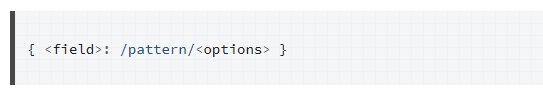 { <field>: /pattern/<options> }